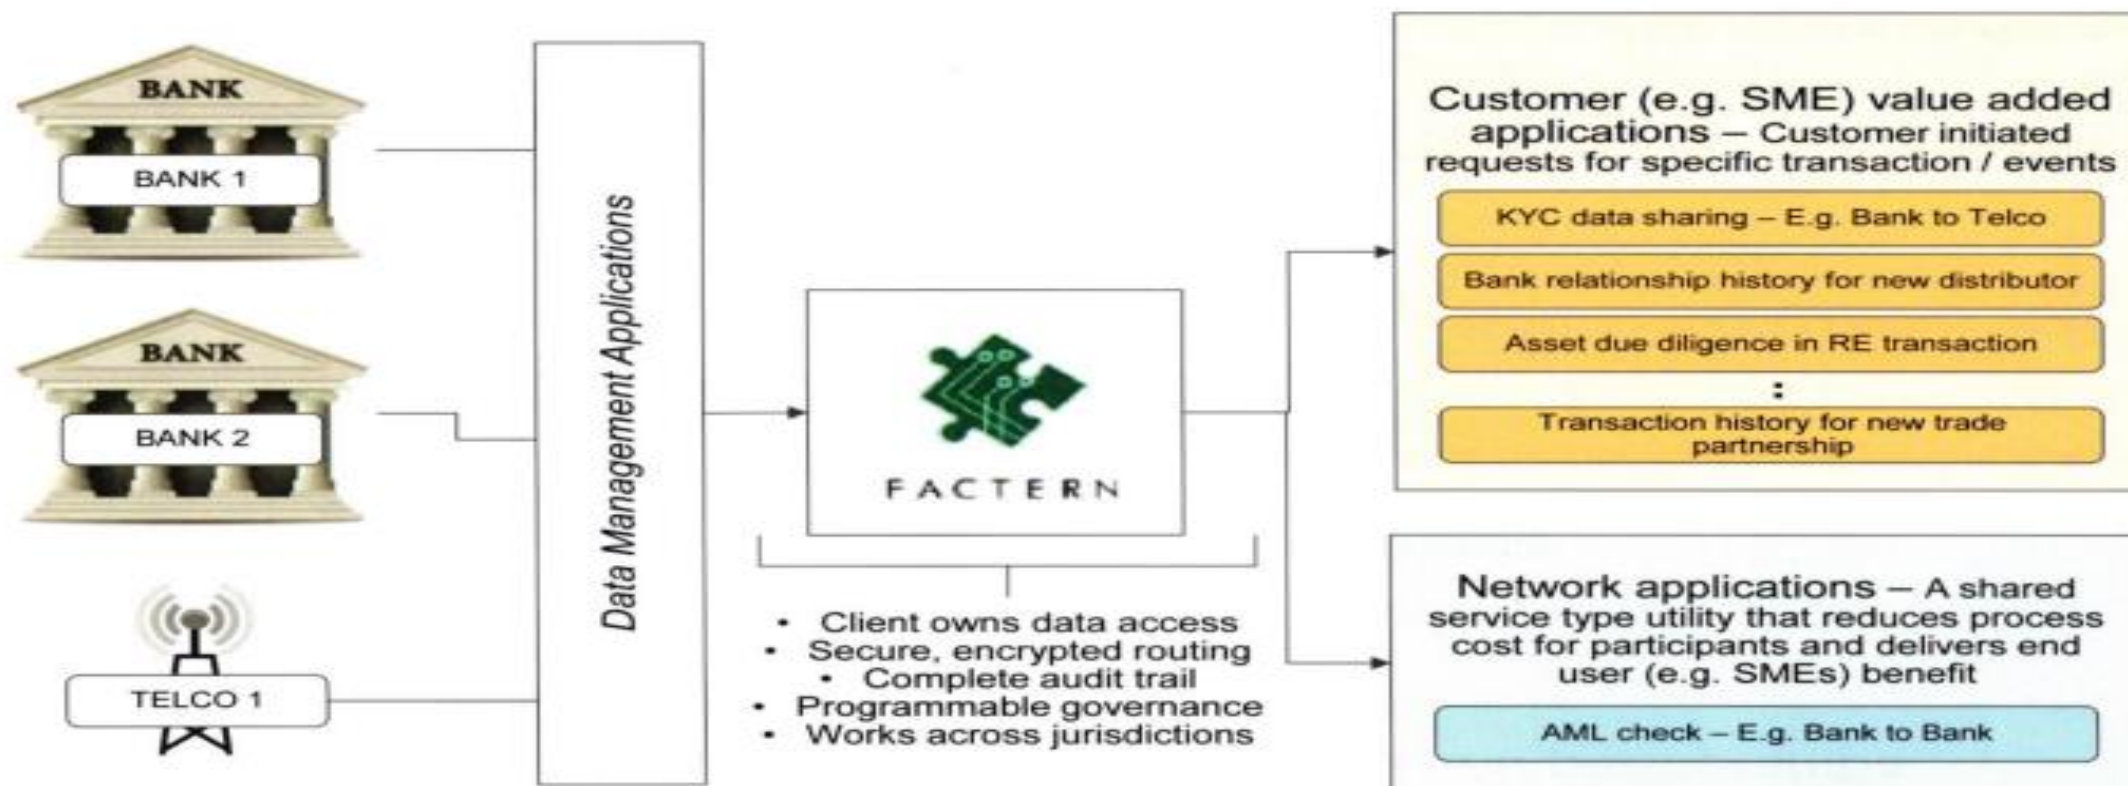 BANK
BANK 1
BANK
BANK 2
TELCO 1
Data Management Applications
FACTERN
• Client owns data access
• Secure, encrypted routing
• Complete audit trail
• Programmable governance
• Works across jurisdictions
Customer (e.g. SME) value added
applications – Customer initiated
requests for specific transaction / events
KYC data sharing – E.g. Bank to Telco
Bank relationship history for new distributor
Asset due diligence in RE transaction
:
Transaction history for new trade
partnership
Network applications – A shared
service type utility that reduces process
cost for participants and delivers end
user (e.g. SMEs) benefit
AML check – E.g. Bank to Bank